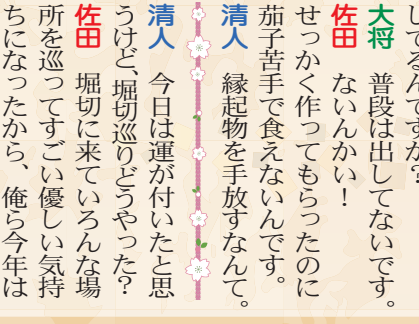 してるんですか？
大将　普段は出してないです。
佐田　ないんかい！
せっかく作ってもらったのに
茄子苦手で食えないんです。
清人　縁起物を手放すなんて。
清人　今日は運が付いたと思
うけど、堀切巡りどうやった？
佐田　堀切に来ていろんな場
所を巡ってすごい優しい気持
ちになったから、俺ら今年は